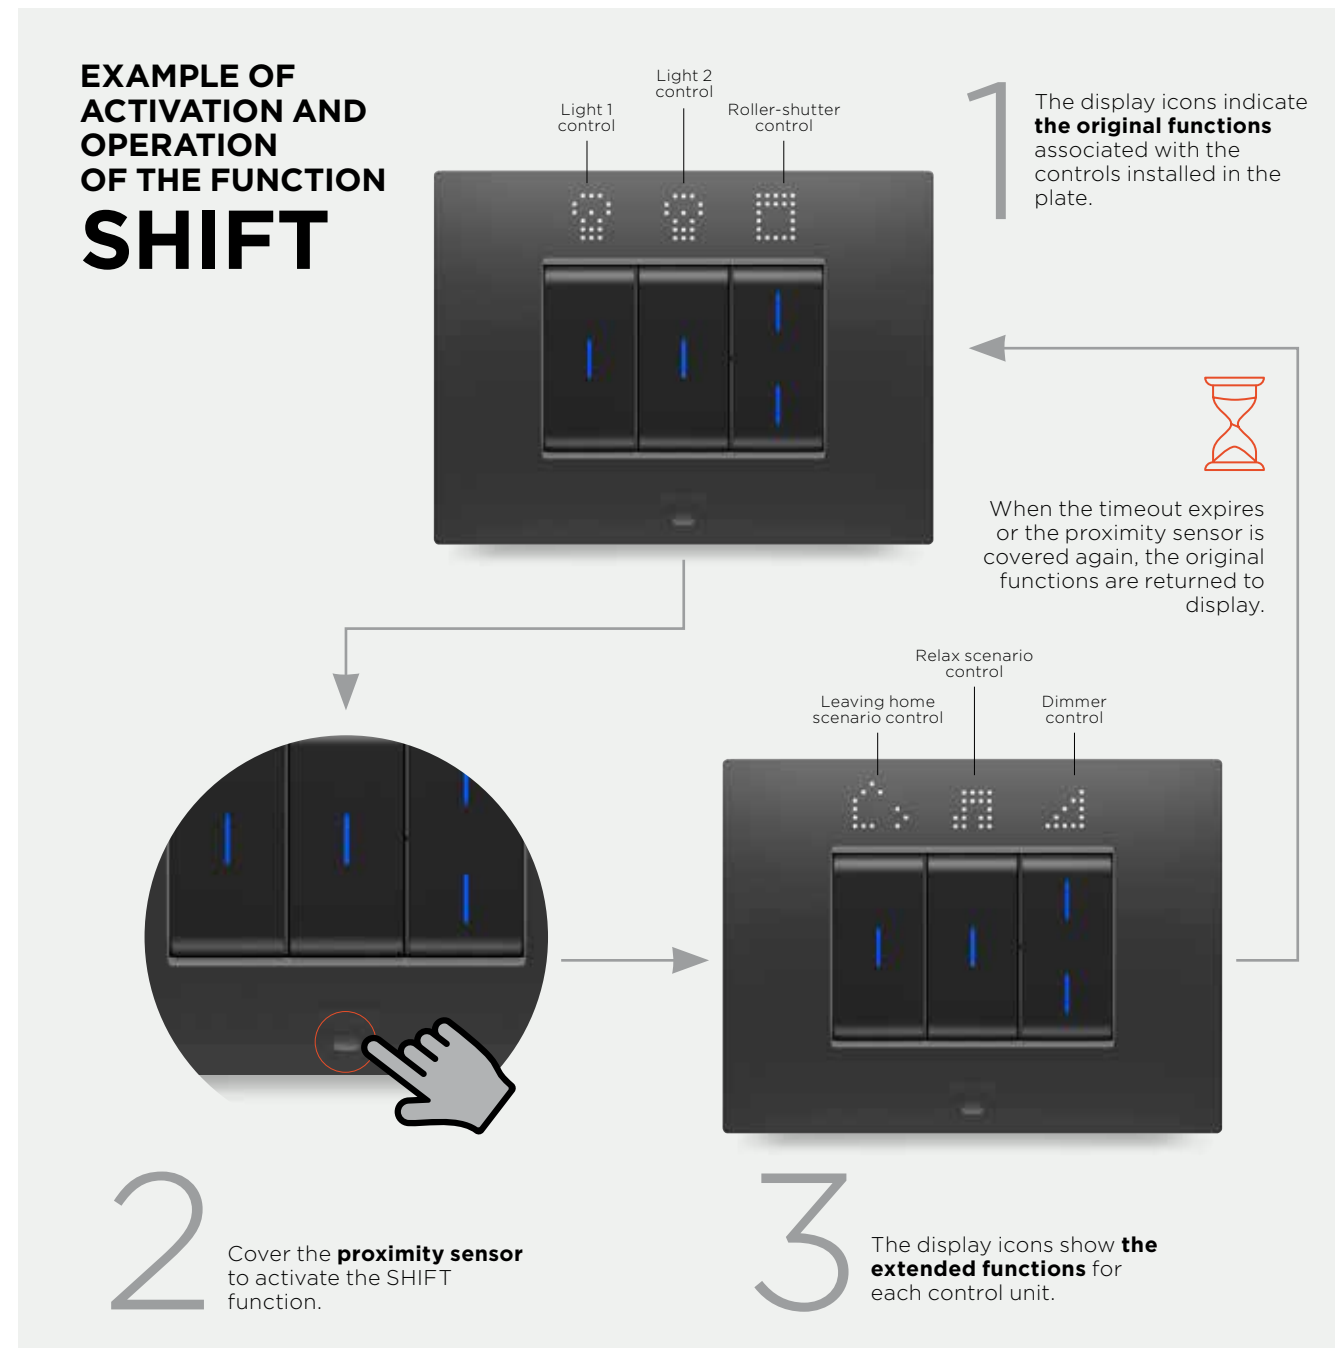 EXAMPLE OF
ACTIVATION AND
OPERATION
OF THE FUNCTION
SHIFT
Light 1
control
Light 2
control
Roller-shutter
control
1
The display icons indicate
the original functions
associated with the
controls installed in the
plate.
When the timeout expires
or the proximity sensor is
covered again, the original
functions are returned to
display.
Leaving home
scenario control
Relax scenario
control
Dimmer
control
2
Cover the proximity sensor
to activate the SHIFT
function.
3
The display icons show the
extended functions for
each control unit.